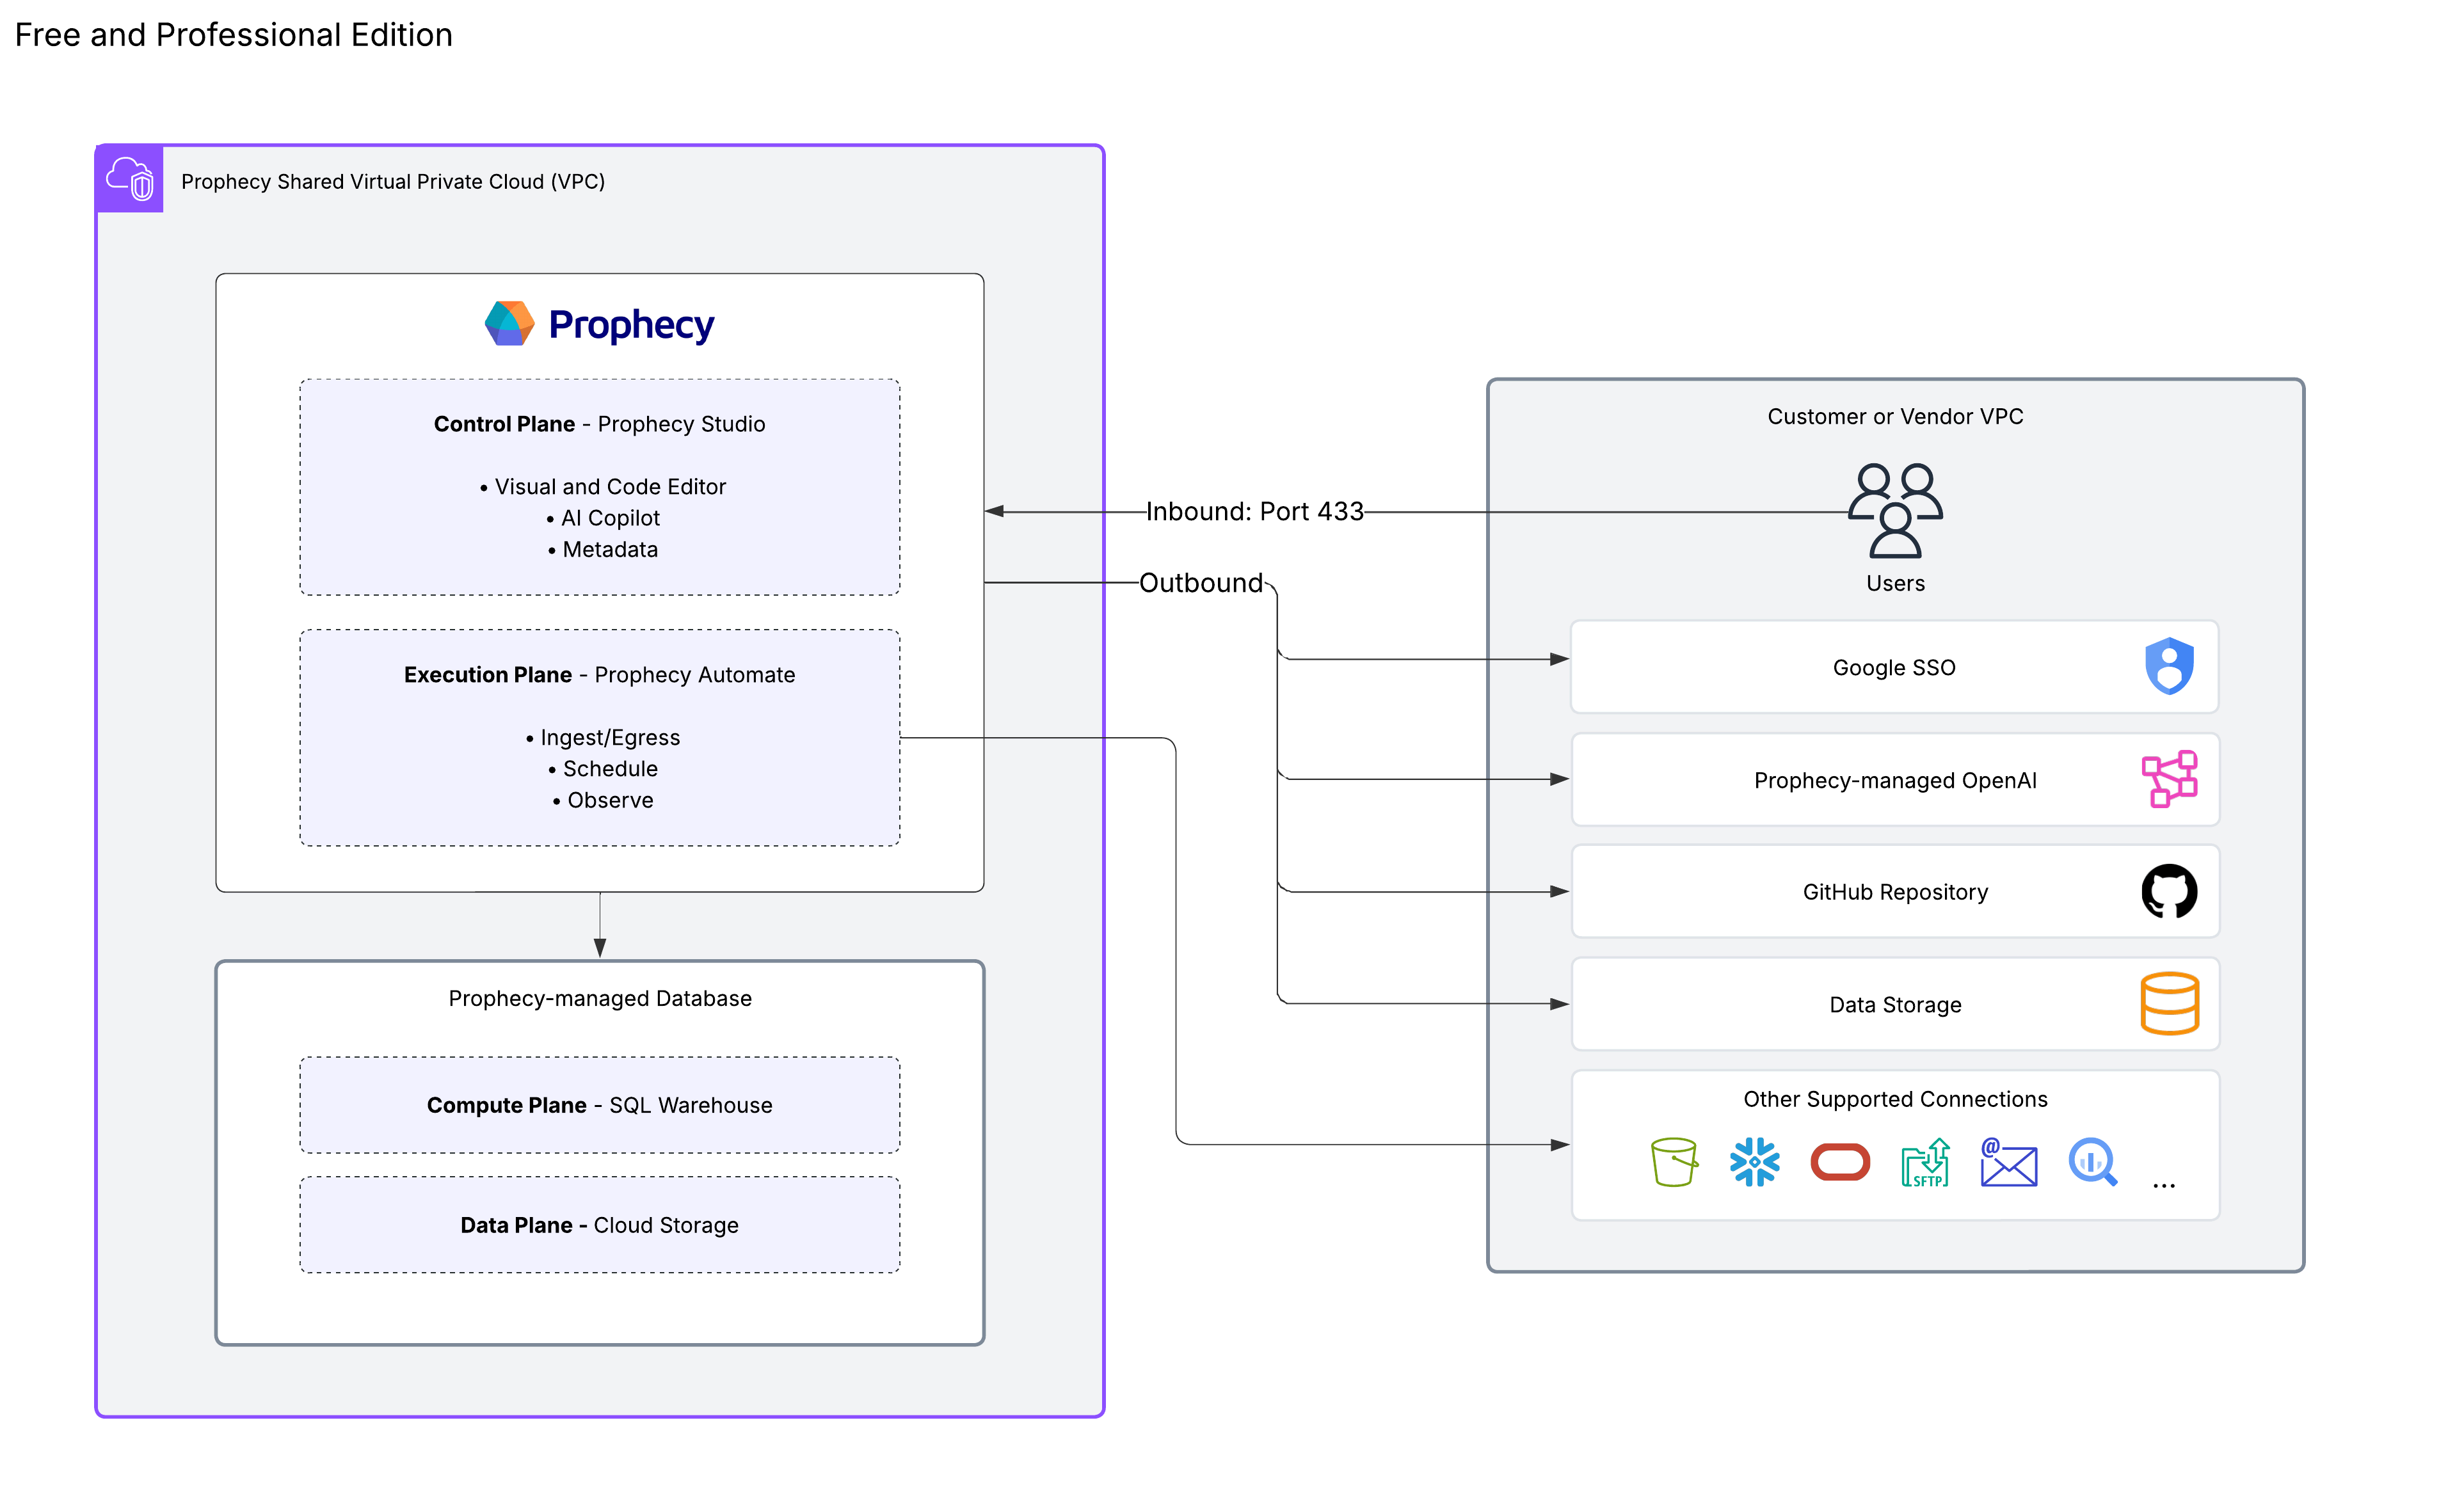 Free and Professional Edition
Prophecy Shared Virtual Private Cloud (VPC)
Prophecy
Control Plane - Prophecy Studio
• Visual and Code Editor
• AI Copilot
• Metadata
Execution Plane - Prophecy Automate
• Ingest/Egress
• Schedule
• Observe
Prophecy-managed Database
Compute Plane - SQL Warehouse
Data Plane - Cloud Storage
Inbound: Port 433
Outbound
Customer or Vendor VPC
Users
Google SSO
Prophecy-managed OpenAI
GitHub Repository
Data Storage
Other Supported Connections
SFTP
@
...